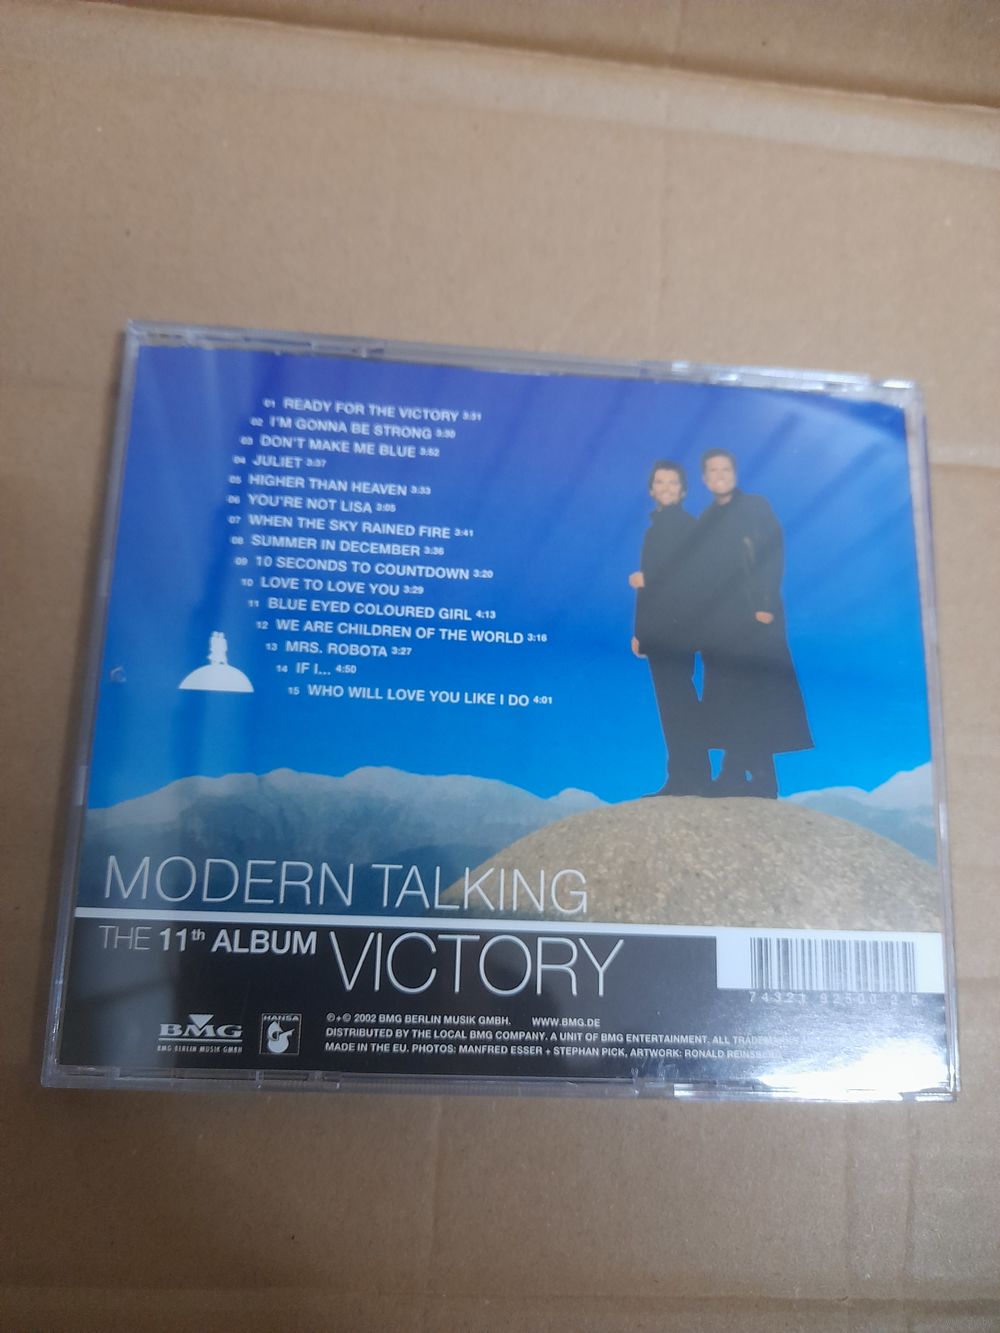 01 READY FOR THE VICTORY 3:31
02 I'M GONNA BE STRONG 3:30
03 DON'T MAKE ME BLUE 3:52
04 JULIET 3:37
05 HIGHER THAN HEAVEN 3:33
06 YOU'RE NOT LISA 3:05
07 WHEN THE SKY RAINED FIRE 3:41
08 SUMMER IN DECEMBER 3:36
09 10 SECONDS TO COUNTDOWN 3:20
10 LOVE TO LOVE YOU 3:29
11 BLUE EYED COLOURED GIRL 4:13
12 WE ARE CHILDREN OF THE WORLD 3:16
13 MRS. ROBOTA 3:27
14 IF I... 4:50
15 WHO WILL LOVE YOU LIKE I DO 4:01
MODERN TALKING
THE 11th ALBUM VICTORY
74321 92500 2 5
BMG
BMG BERLIN MUSIK GMBH
HANSA
℗+© 2002 BMG BERLIN MUSIK GMBH. WWW.BMG.DE
DISTRIBUTED BY THE LOCAL BMG COMPANY. A UNIT OF BMG ENTERTAINMENT. ALL
MADE IN THE EU. PHOTOS: MANFRED ESSER + STEPHAN PICK, ARTWORK: RONALD